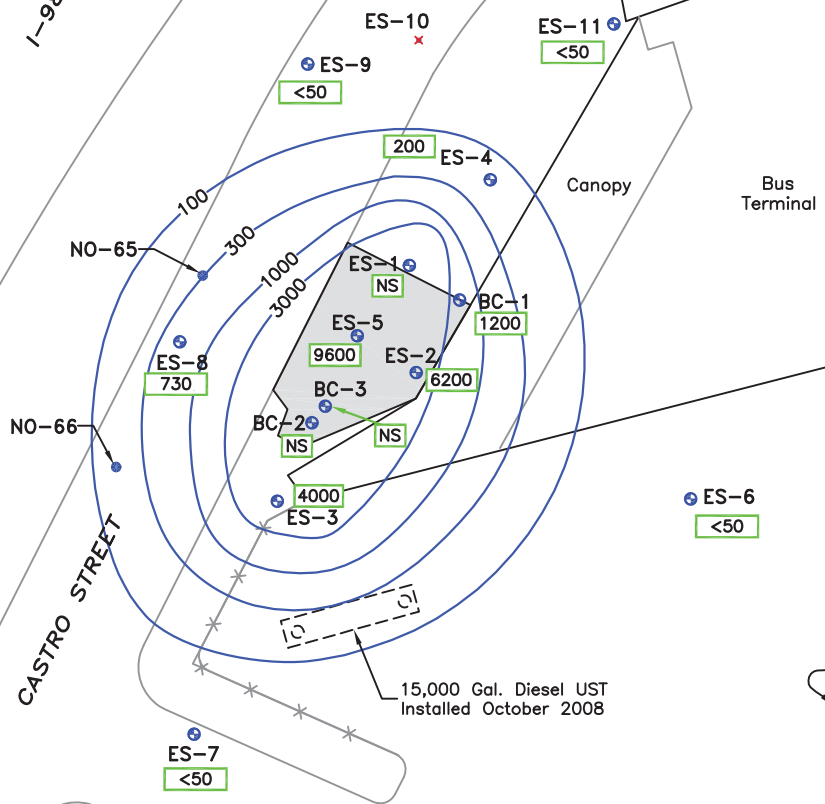 I-98
ES-10
ES-11
<50
ES-9
<50
200
ES-4
100
Canopy
Bus
Terminal
NO-65
300
1000
3000
ES-1
NS
BC-1
1200
ES-5
9600
ES-2
6200
ES-8
730
BC-3
BC-2
NS
NS
NO-66
4000
ES-3
ES-6
<50
CASTRO STREET
15,000 Gal. Diesel UST
Installed October 2008
ES-7
<50